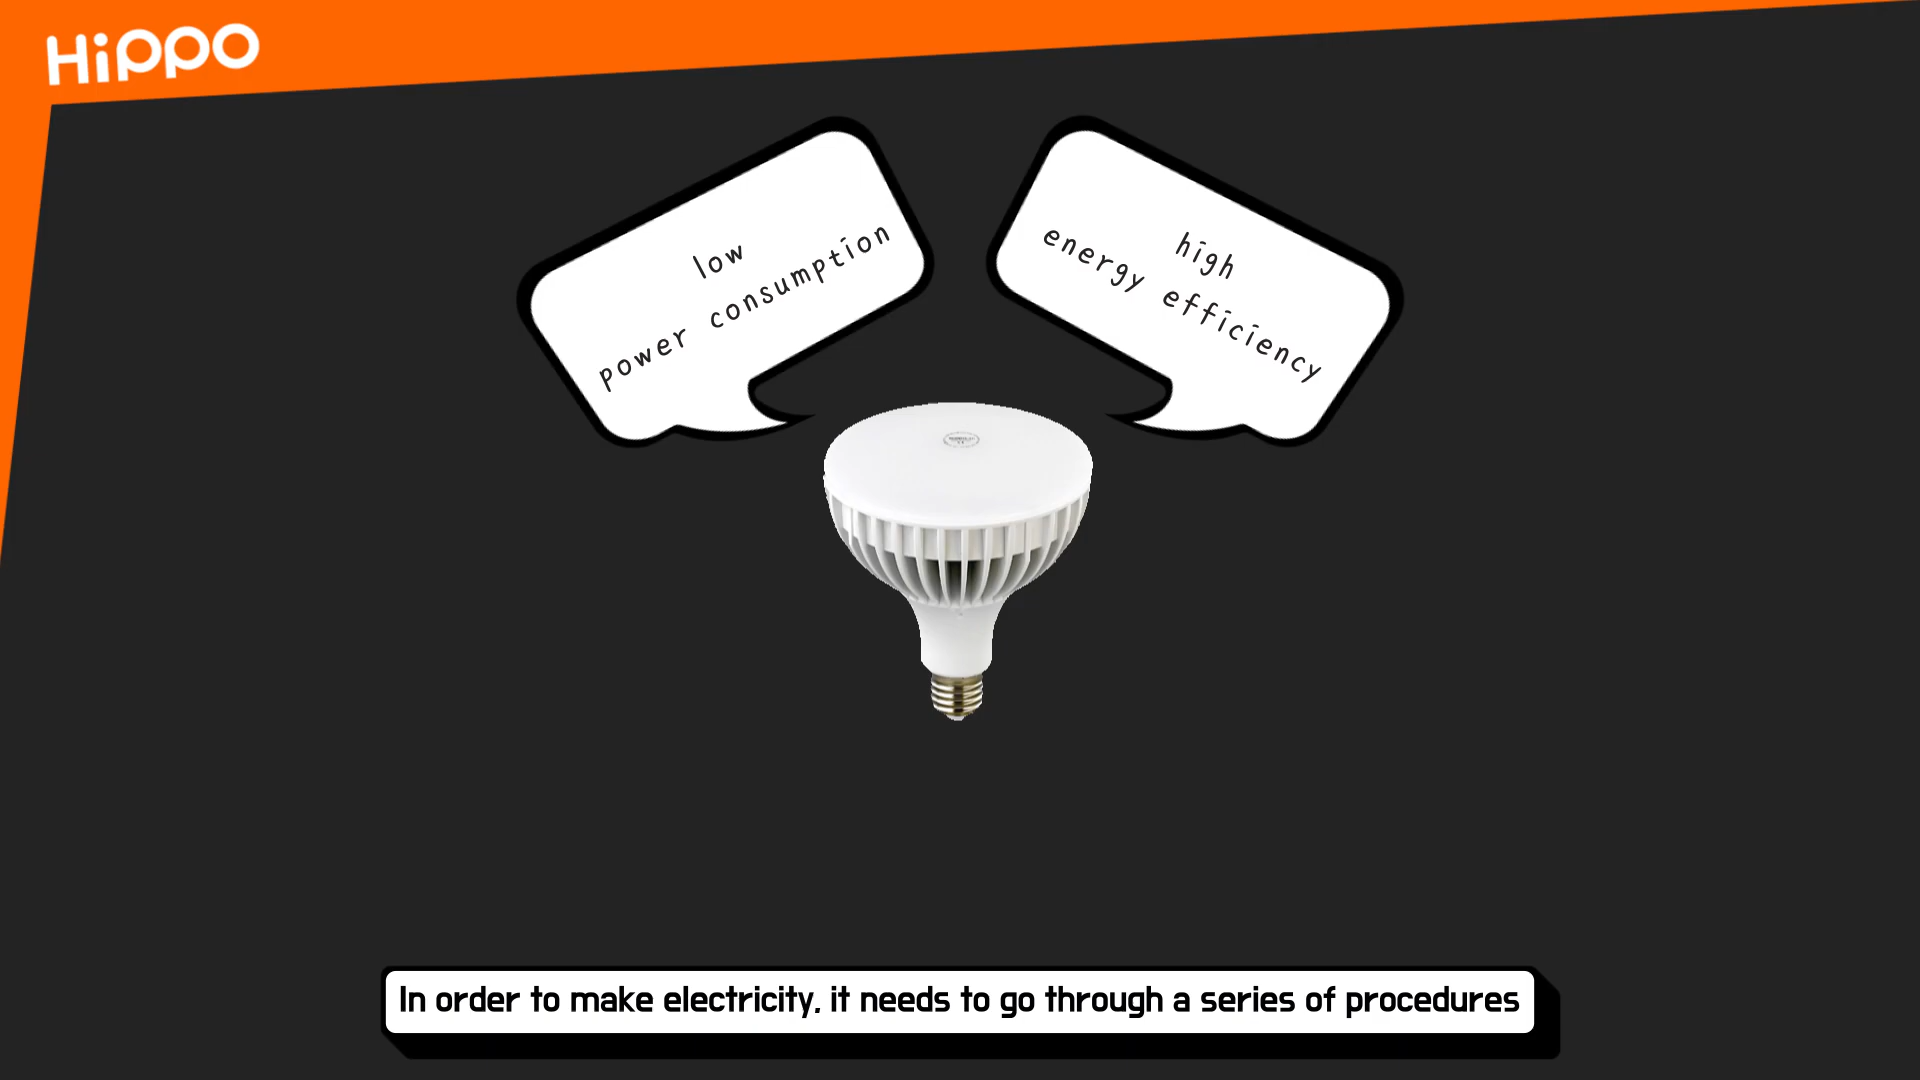 Hippo
low
power consumption
high
energy efficiency
In order to make electricity, it needs to go through a series of procedures